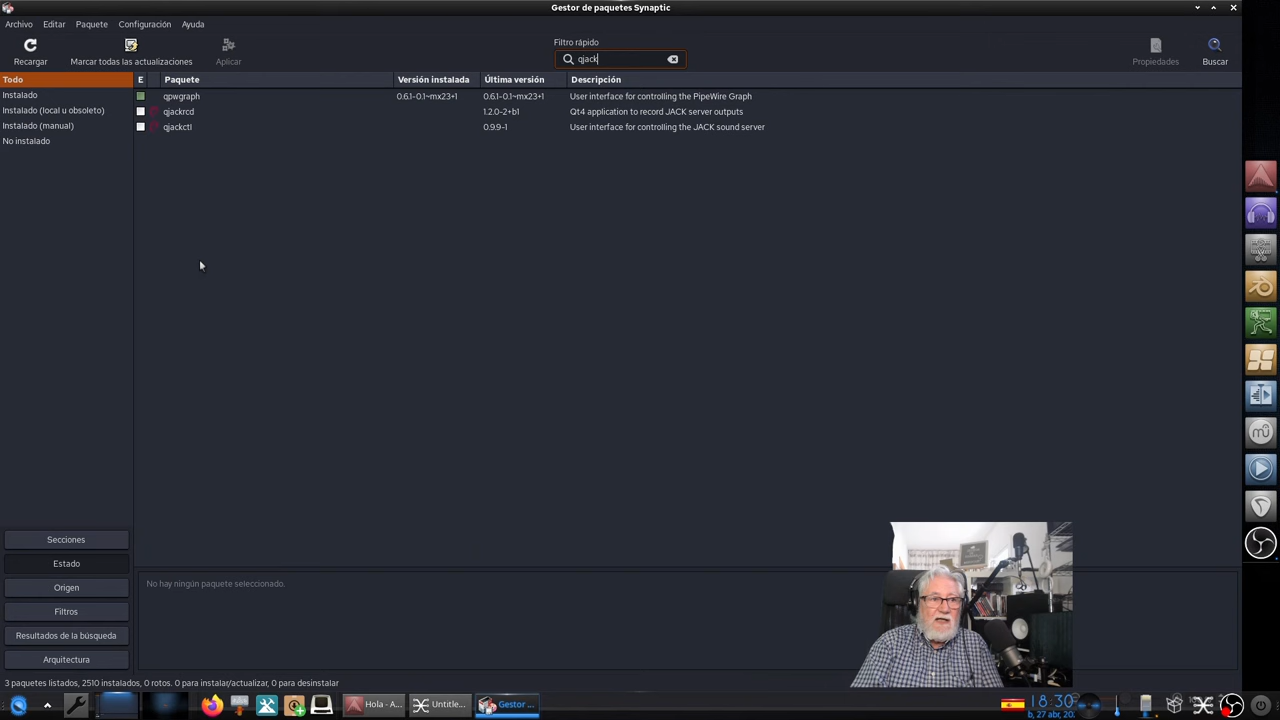 Gestor de paquetes Synaptic
Archivo Editar Paquete Configuración Ayuda
Filtro rápido
qjack
Recargar Marcar todas las actualizaciones Aplicar Propiedades Buscar
Todo
Instalado
Instalado (local u obsoleto)
Instalado (manual)
No instalado
E Paquete Versión instalada Última versión Descripción
qpwgraph 0.6.1-0.1~mx23+1 0.6.1-0.1~mx23+1 User interface for controlling the PipeWire Graph
qjackrcd 1.2.0-2+b1 Qt4 application to record JACK server outputs
qjackctl 0.9.9-1 User interface for controlling the JACK sound server
Secciones
Estado
Origen
Filtros
Resultados de la búsqueda
Arquitectura
No hay ningún paquete seleccionado.
3 paquetes listados, 2510 instalados, 0 rotos. 0 para instalar/actualizar, 0 para desinstalar
Hola - A... Untitle... Gestor ... 18:30
27 abr, 20